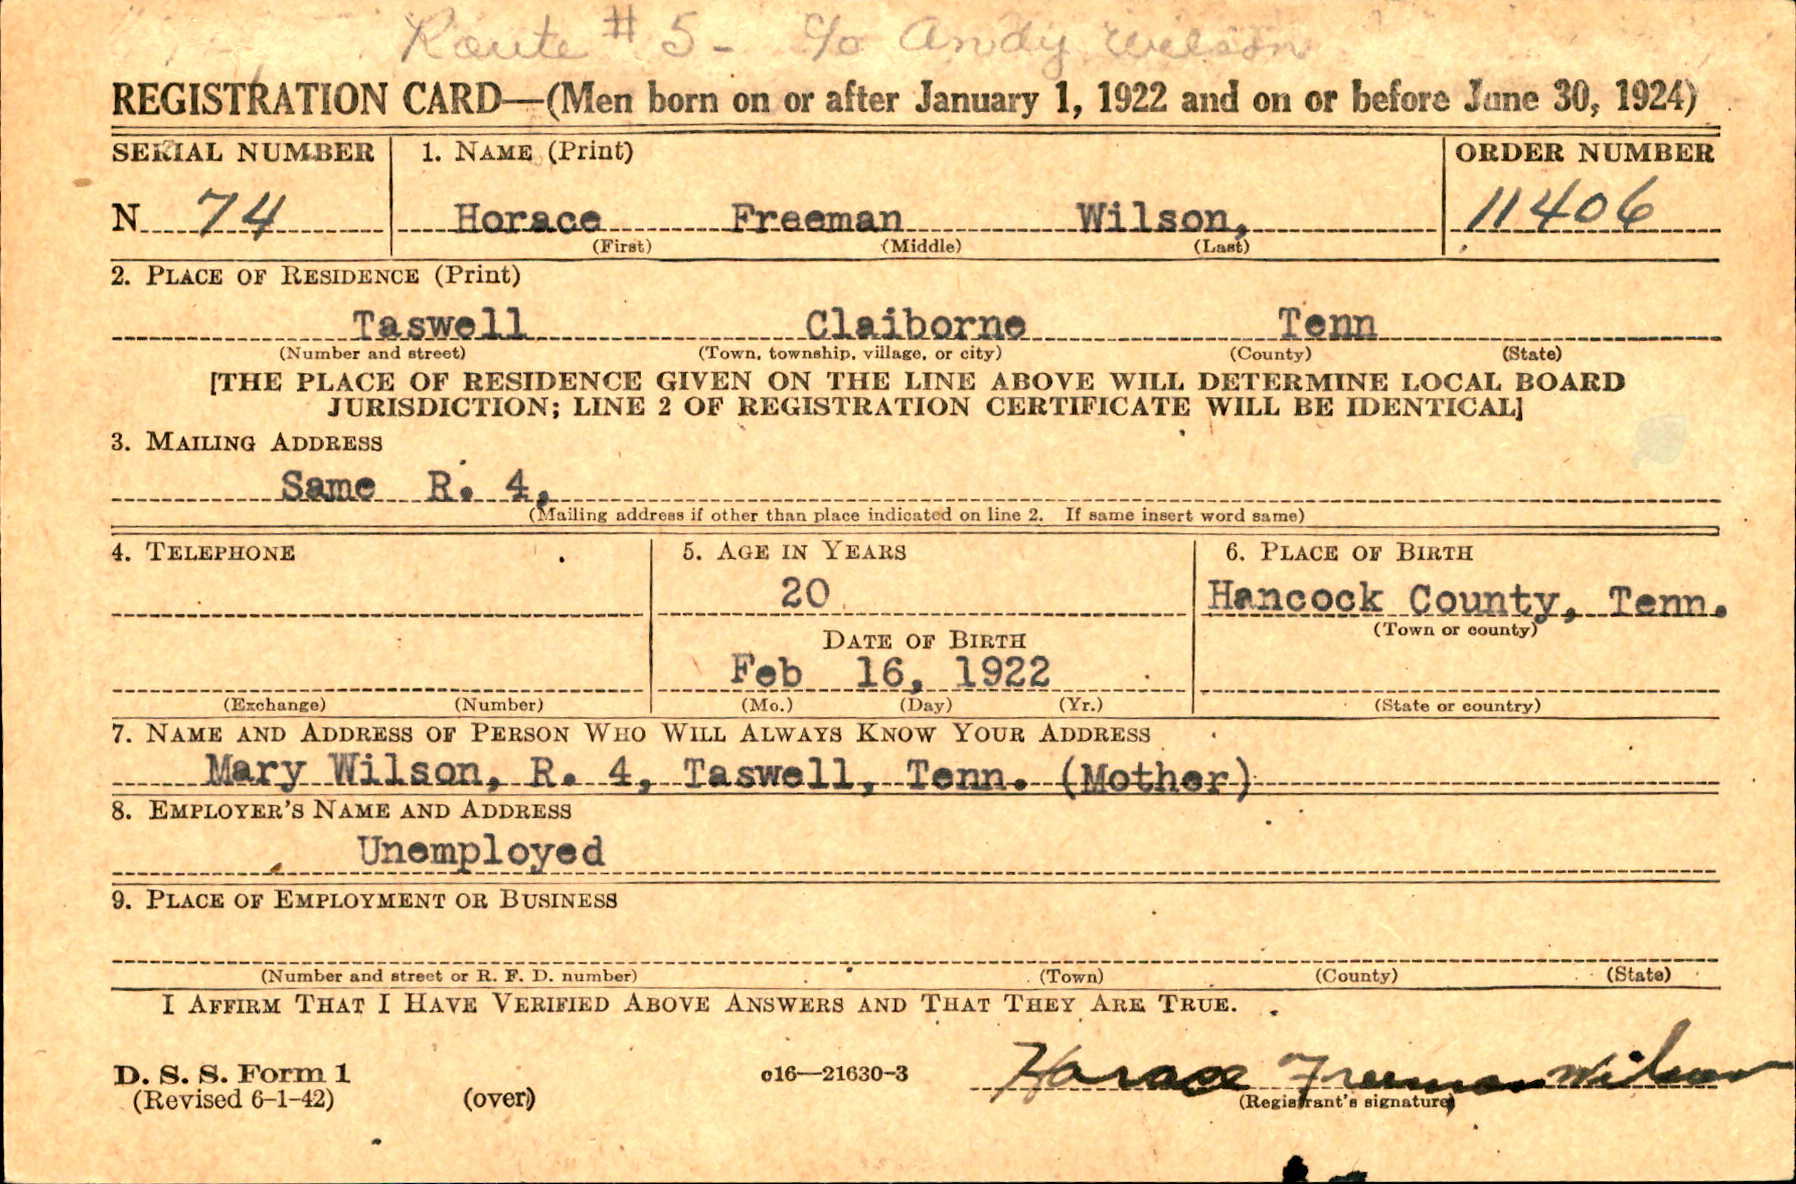 Route # 5 - c/o Andy Wilson
REGISTRATION CARD—(Men born on or after January 1, 1922 and on or before June 30, 1924)
SERIAL NUMBER 1. NAME (Print) ORDER NUMBER
N 74 Horace Freeman Wilson, 11406
(First) (Middle) (Last)
2. PLACE OF RESIDENCE (Print)
Taswell Claiborne Tenn
(Number and street) (Town, township, village, or city) (County) (State)
[THE PLACE OF RESIDENCE GIVEN ON THE LINE ABOVE WILL DETERMINE LOCAL BOARD
JURISDICTION; LINE 2 OF REGISTRATION CERTIFICATE WILL BE IDENTICAL]
3. MAILING ADDRESS
Same R. 4,
(Mailing address if other than place indicated on line 2. If same insert word same)
4. TELEPHONE 5. AGE IN YEARS 6. PLACE OF BIRTH
20 Hancock County, Tenn.
(Town or county)
DATE OF BIRTH
Feb 16, 1922
(Exchange) (Number) (Mo.) (Day) (Yr.) (State or country)
7. NAME AND ADDRESS OF PERSON WHO WILL ALWAYS KNOW YOUR ADDRESS
Mary Wilson, R. 4, Taswell, Tenn. (Mother)
8. EMPLOYER'S NAME AND ADDRESS
Unemployed
9. PLACE OF EMPLOYMENT OR BUSINESS
(Number and street or R. F. D. number) (Town) (County) (State)
I AFFIRM THAT I HAVE VERIFIED ABOVE ANSWERS AND THAT THEY ARE TRUE.
D. S. S. Form 1 c16—21630-3 Horace Freeman Wilson
(Revised 6-1-42) (over) (Registrant's signature)